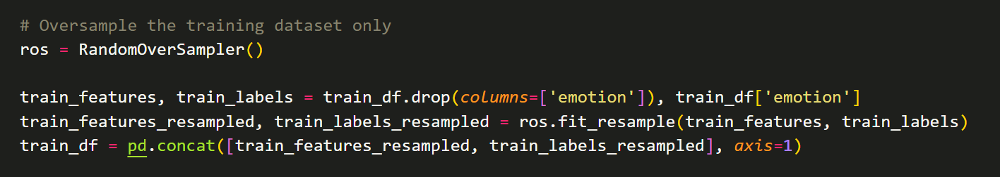 # Oversample the training dataset only
ros = RandomOverSampler()
train_features, train_labels = train_df.drop(columns=['emotion']), train_df['emotion']
train_features_resampled, train_labels_resampled = ros.fit_resample(train_features, train_labels)
train_df = pd.concat([train_features_resampled, train_labels_resampled], axis=1)